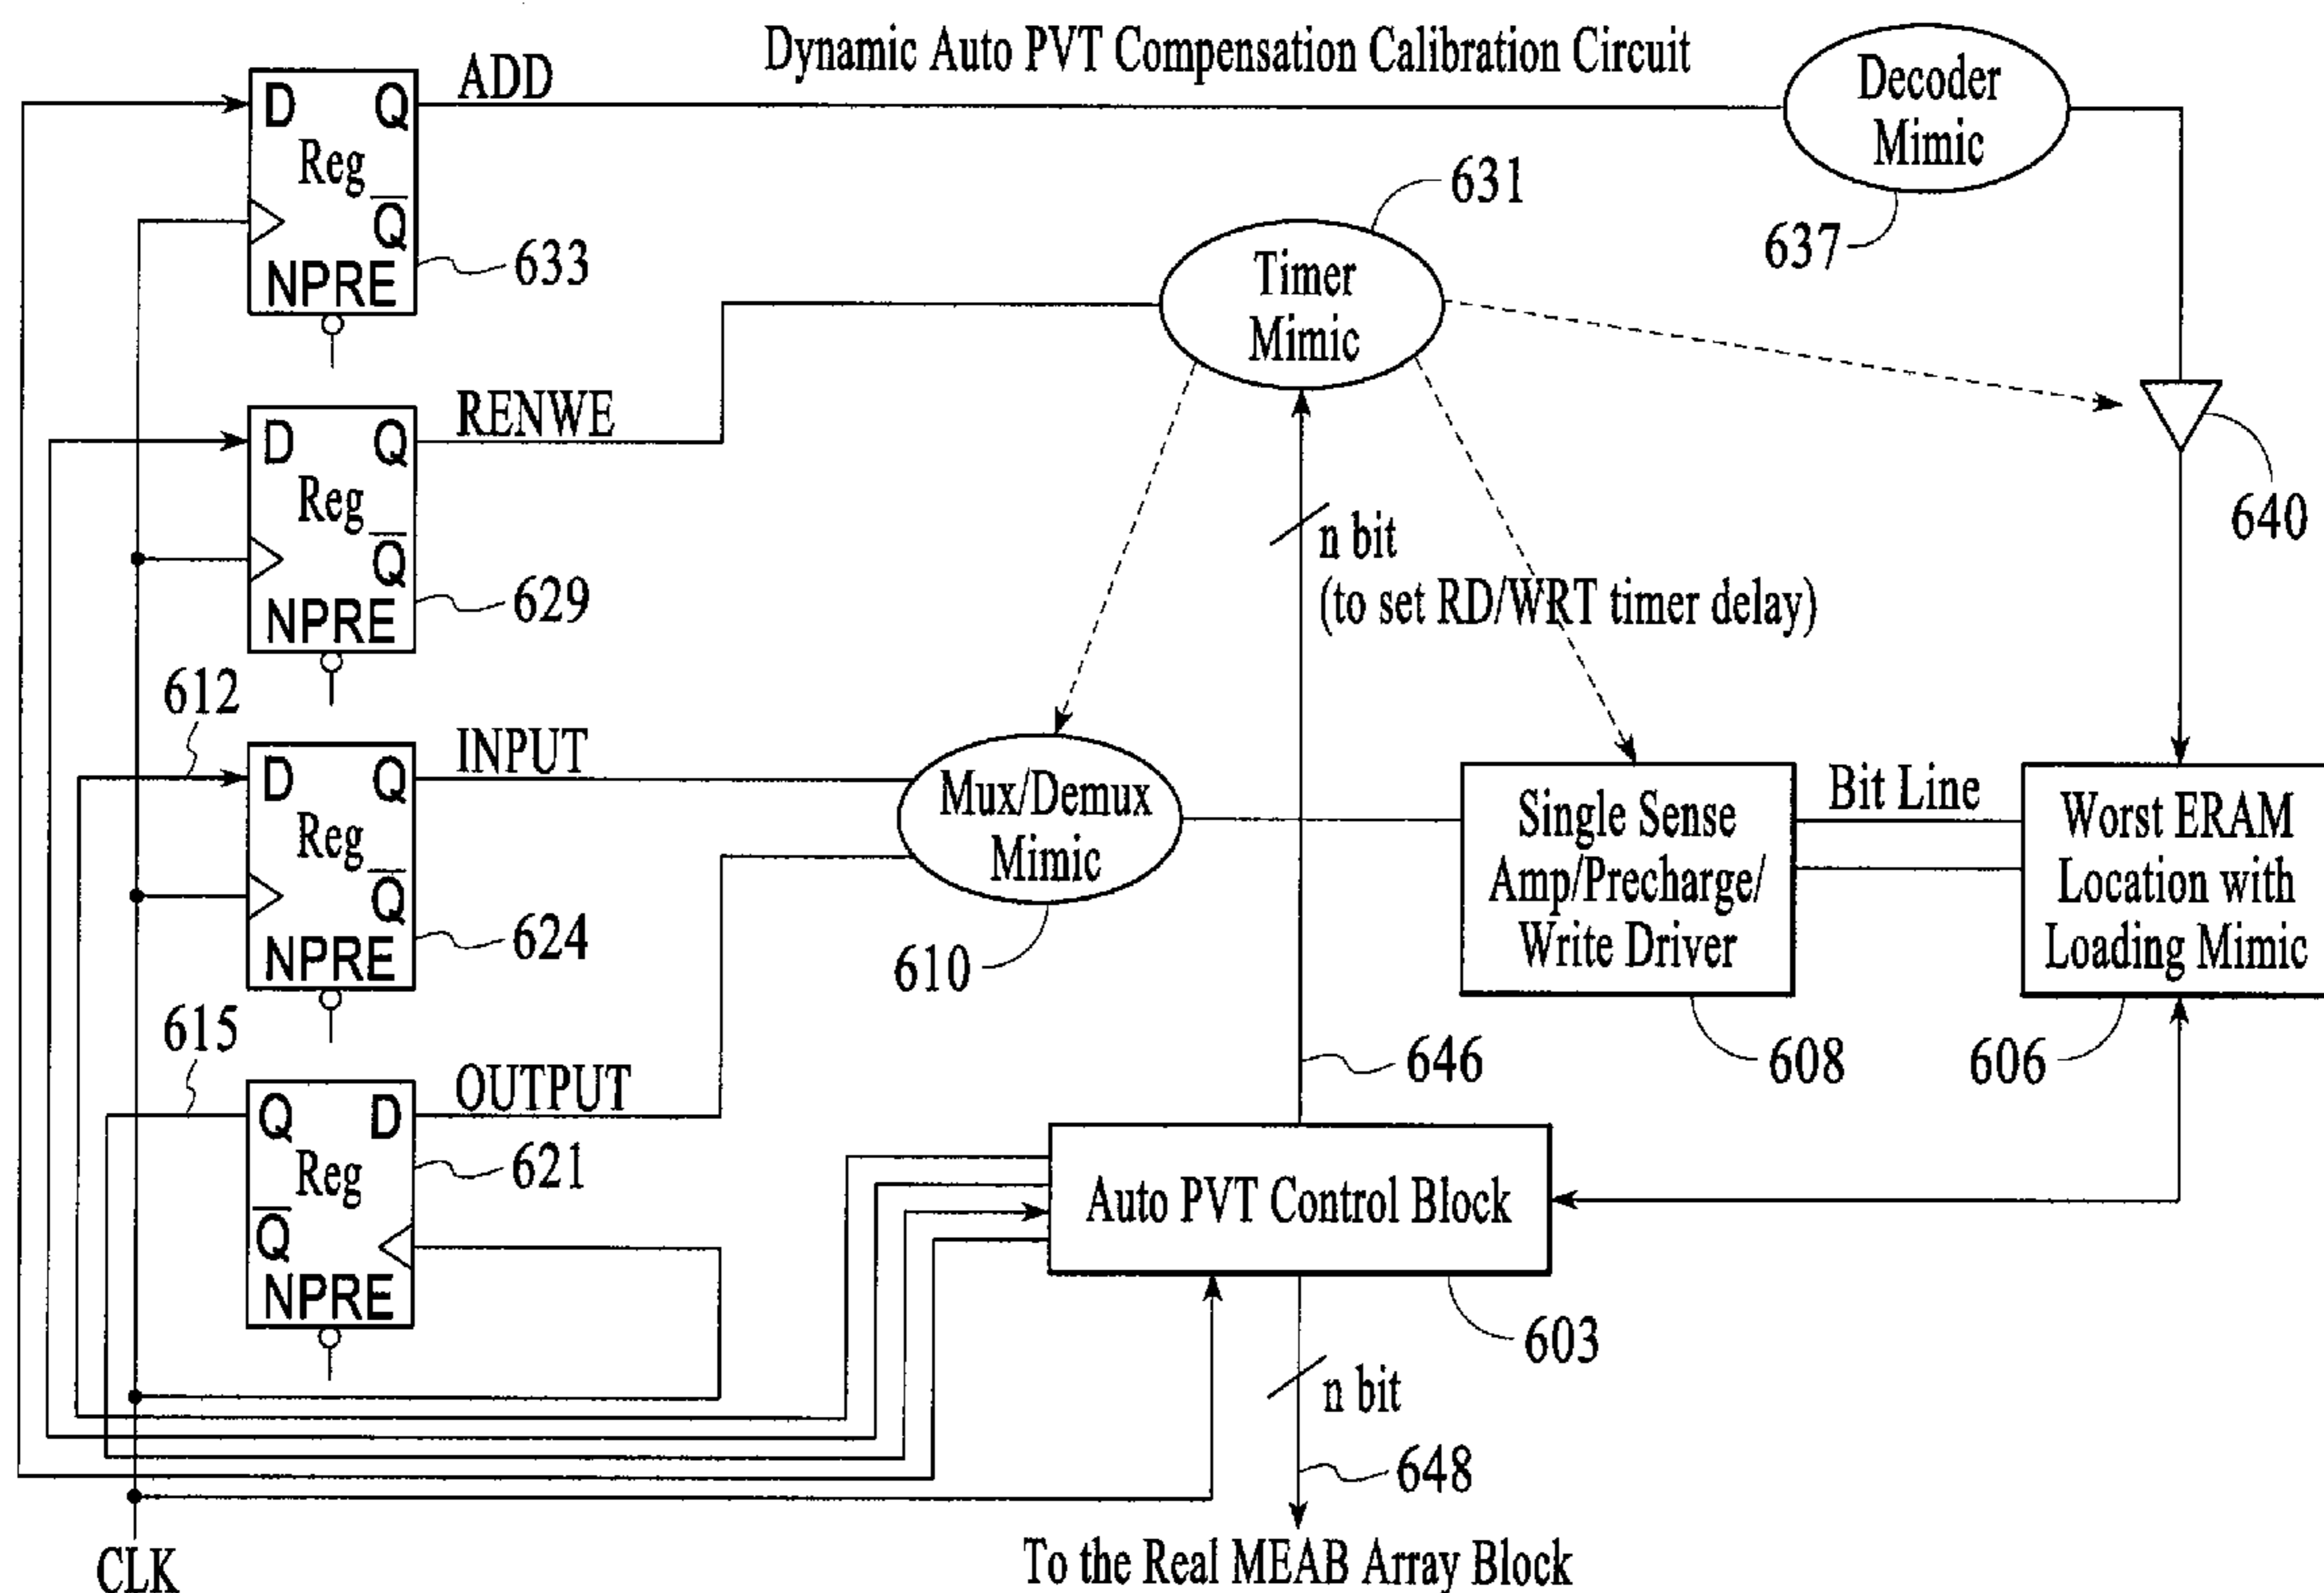 Dynamic Auto PVT Compensation Calibration Circuit
D Q
Reg
Q
NPRE
ADD
633
Decoder
Mimic
637
631
Timer
Mimic
640
D Q
Reg
Q
NPRE
RENWE
629
n bit
(to set RD/WRT timer delay)
612
D Q
Reg
Q
NPRE
INPUT
624
Mux/Demux
Mimic
610
Single Sense
Amp/Precharge/
Write Driver
608
Bit Line
Worst ERAM
Location with
Loading Mimic
606
615
Q D
Reg
Q
NPRE
OUTPUT
621
646
Auto PVT Control Block
603
n bit
648
CLK
To the Real MEAB Array Block